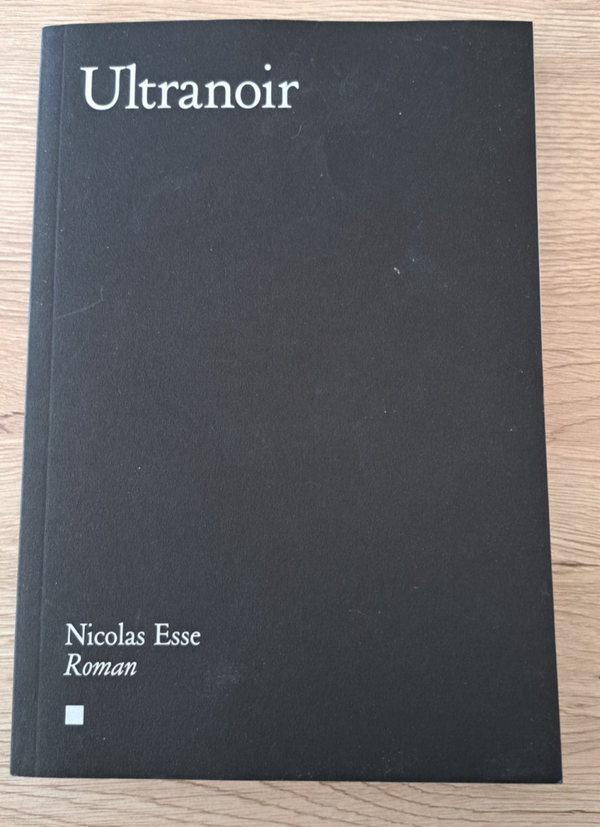 Ultranoir
Nicolas Esse
Roman